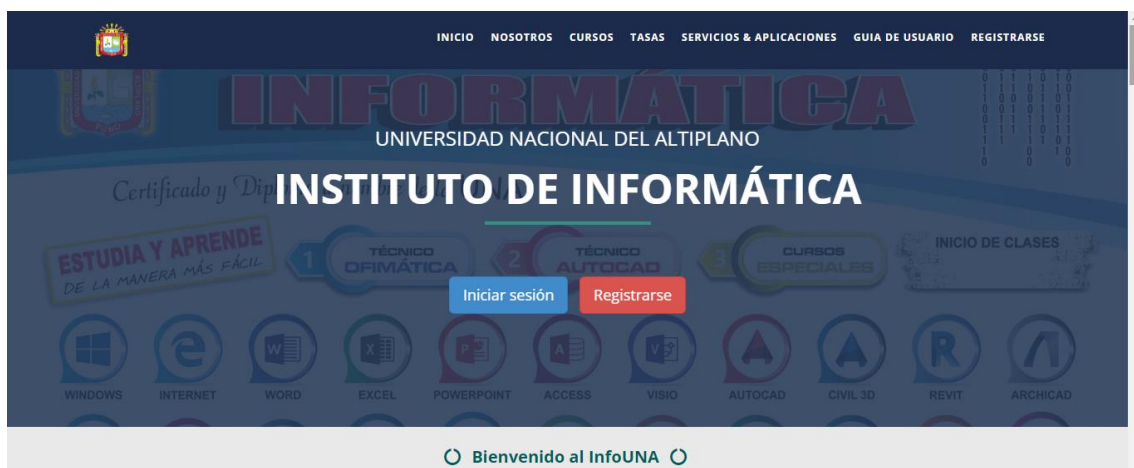 INICIO NOSOTROS CURSOS TASAS SERVICIOS & APLICACIONES GUIA DE USUARIO REGISTRARSE
INFORMÁTICA
UNIVERSIDAD NACIONAL DEL ALTIPLANO
Certificado y
INSTITUTO DE INFORMÁTICA
ESTUDIA Y APRENDE
DE LA MANERA MÁS FÁCIL
1 TÉCNICO OFIMÁTICA
2 TÉCNICO AUTOCAD
3 CURSOS ESPECIALES
INICIO DE CLASES
Iniciar sesión Registrarse
WINDOWS INTERNET WORD EXCEL POWERPOINT ACCESS VISIO AUTOCAD CIVIL 3D REVIT ARCHICAD
Bienvenido al InfoUNA